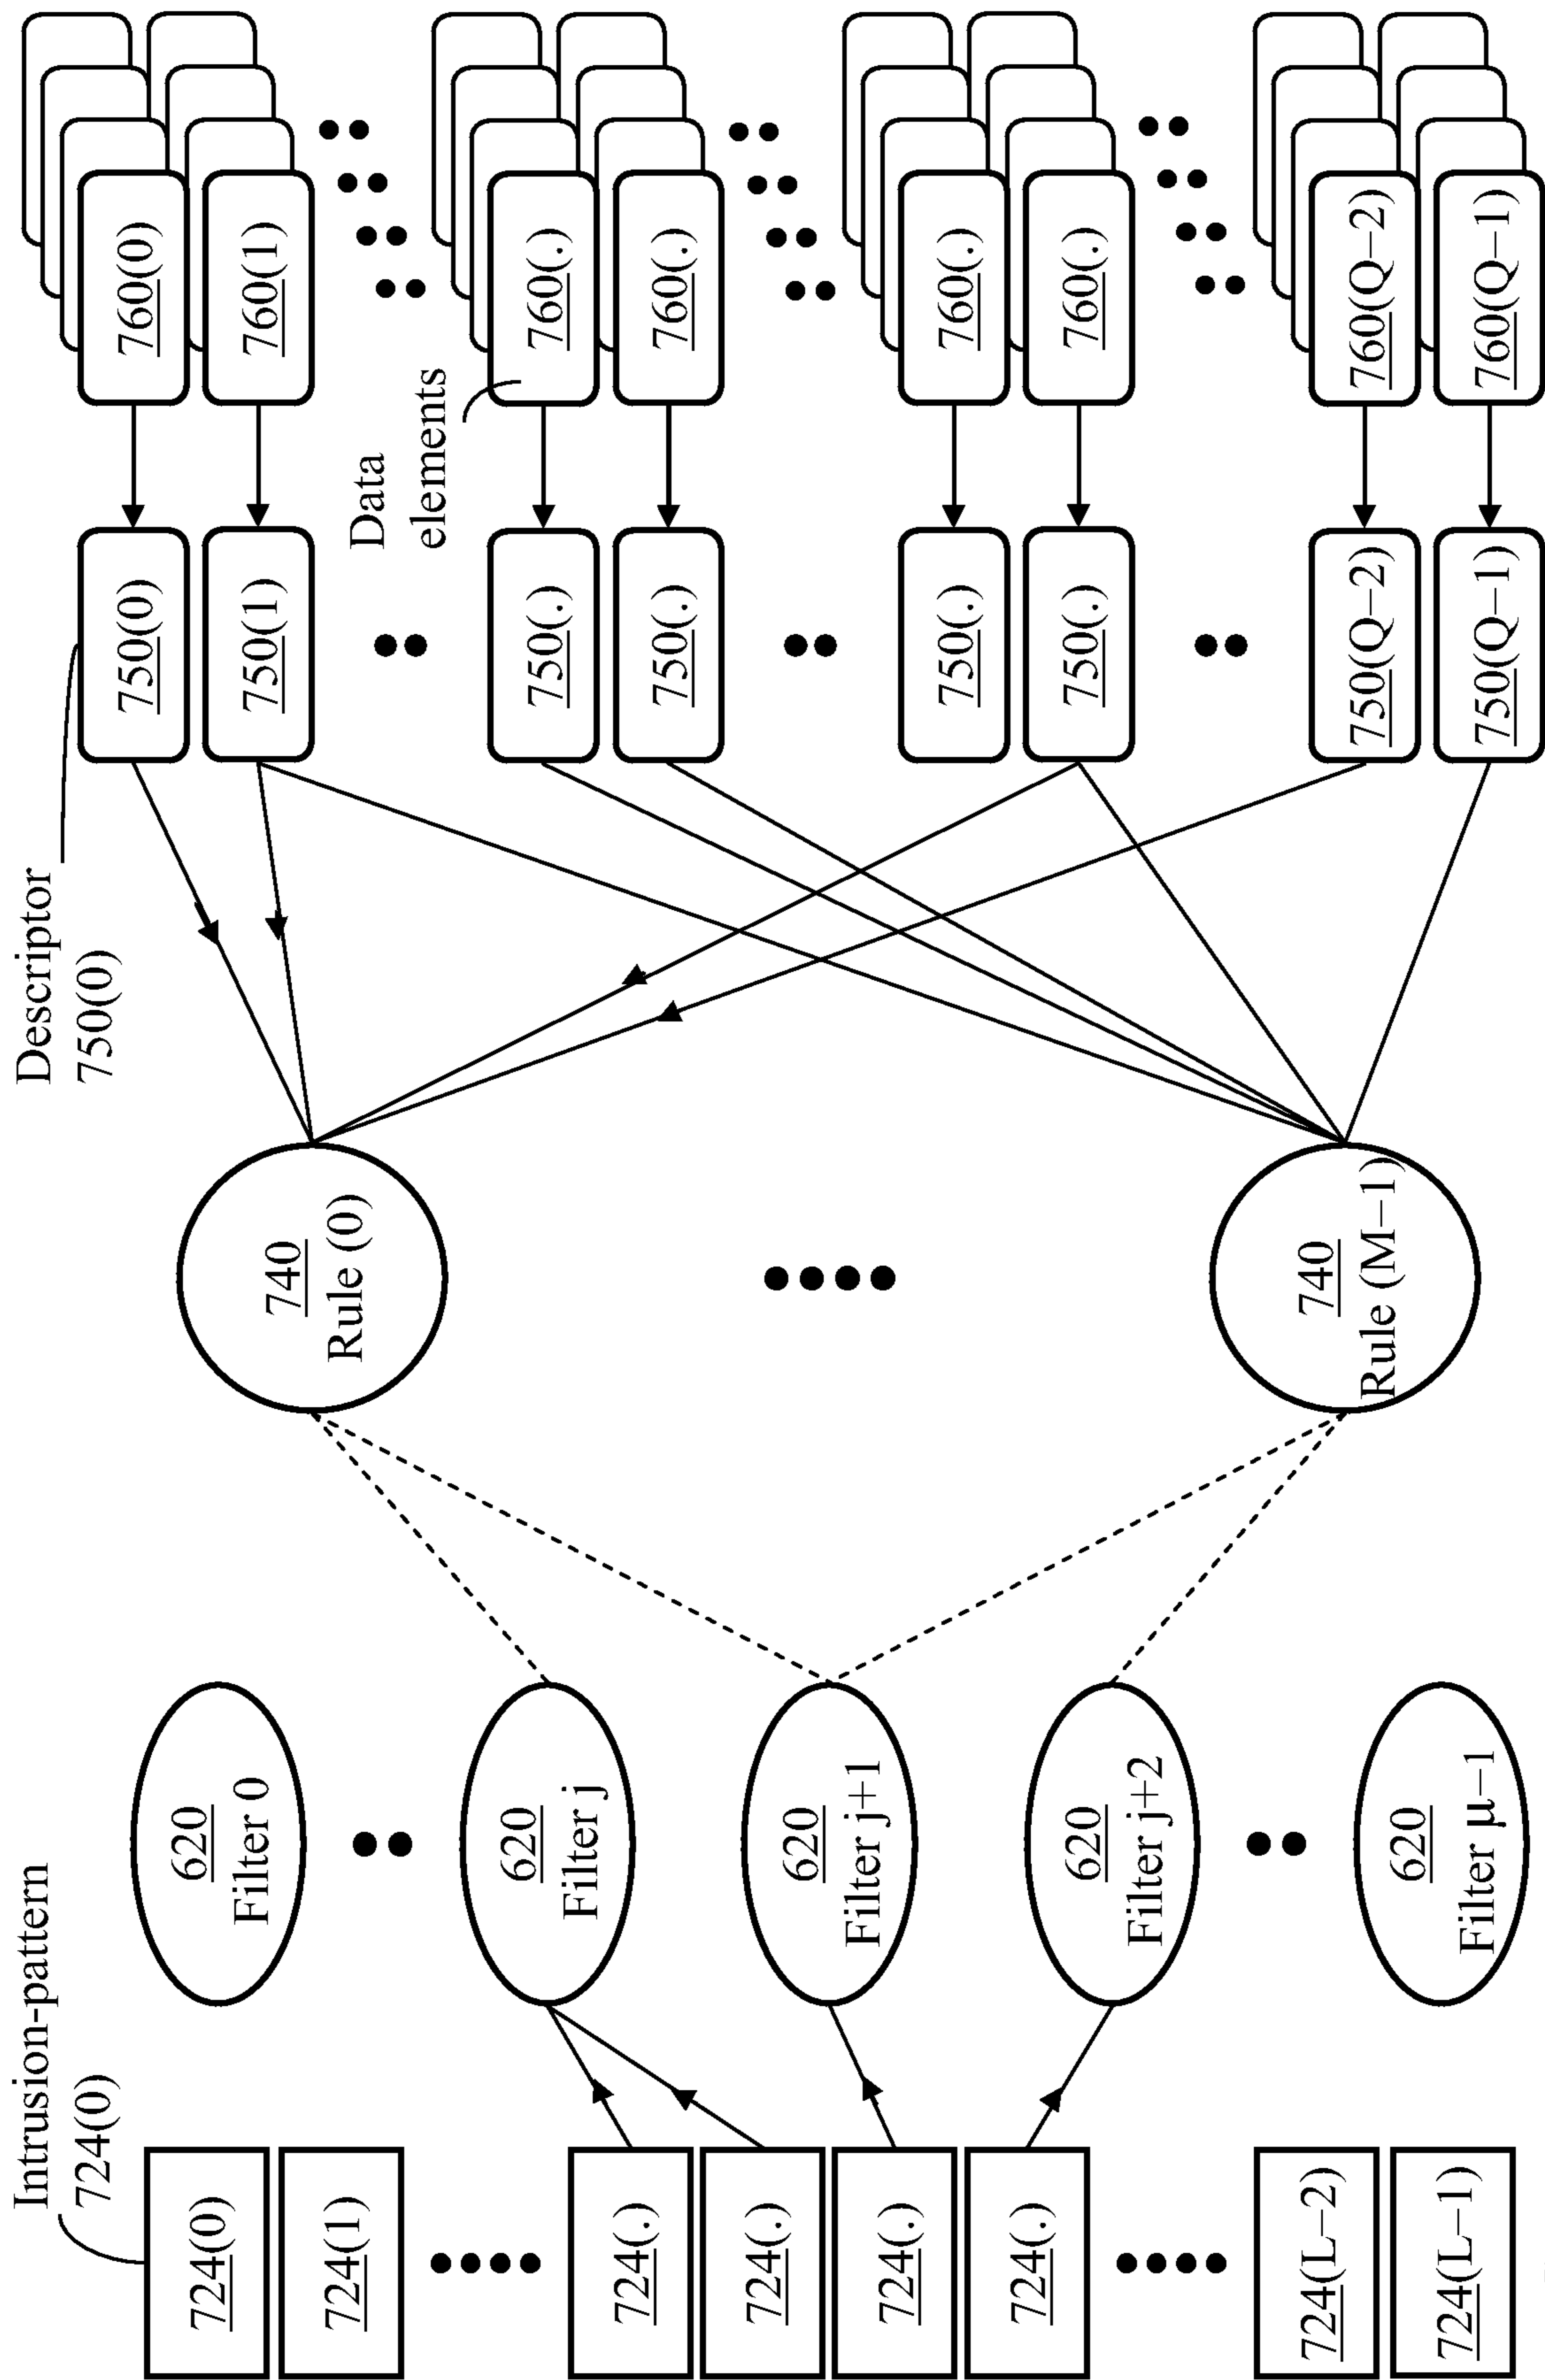 Intrusion-pattern
724(0)
724(0)
724(1)
724(.)
724(.)
724(.)
724(.)
724(L−2)
724(L−1)
620
Filter 0
620
Filter j
620
Filter j+1
620
Filter j+2
620
Filter µ−1
740
Rule (0)
740
Rule (M−1)
Descriptor
750(0)
750(0)
750(1)
750(.)
750(.)
750(.)
750(.)
750(Q−2)
750(Q−1)
Data
elements
760(0)
760(1)
760(.)
760(.)
760(.)
760(.)
760(Q−2)
760(Q−1)